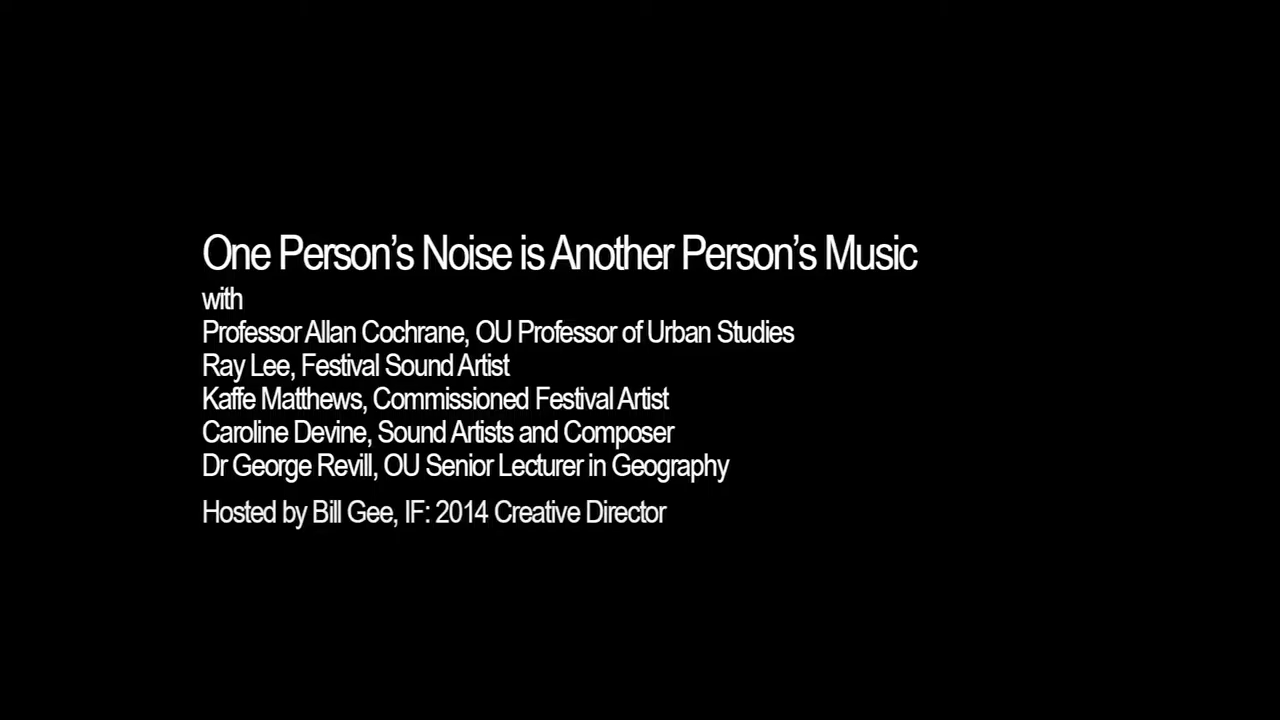 One Person’s Noise is Another Person’s Music
with
Professor Allan Cochrane, OU Professor of Urban Studies
Ray Lee, Festival Sound Artist
Kaffe Matthews, Commissioned Festival Artist
Caroline Devine, Sound Artists and Composer
Dr George Revill, OU Senior Lecturer in Geography
Hosted by Bill Gee, IF: 2014 Creative Director